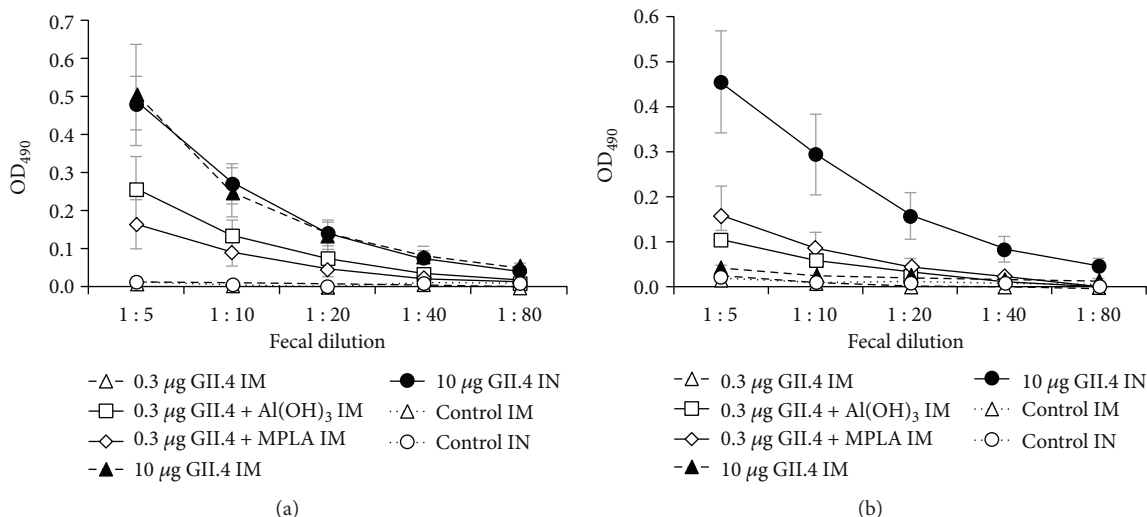 0.7
0.6
0.5
0.4
0.3
0.2
0.1
0.0
OD490
1 : 5 1 : 10 1 : 20 1 : 40 1 : 80
Fecal dilution
0.3 μg GII.4 IM
0.3 μg GII.4 + Al(OH)3 IM
0.3 μg GII.4 + MPLA IM
10 μg GII.4 IM
10 μg GII.4 IN
Control IM
Control IN
(a)
0.6
0.5
0.4
0.3
0.2
0.1
0.0
OD490
1 : 5 1 : 10 1 : 20 1 : 40 1 : 80
Fecal dilution
0.3 μg GII.4 IM
0.3 μg GII.4 + Al(OH)3 IM
0.3 μg GII.4 + MPLA IM
10 μg GII.4 IM
10 μg GII.4 IN
Control IM
Control IN
(b)